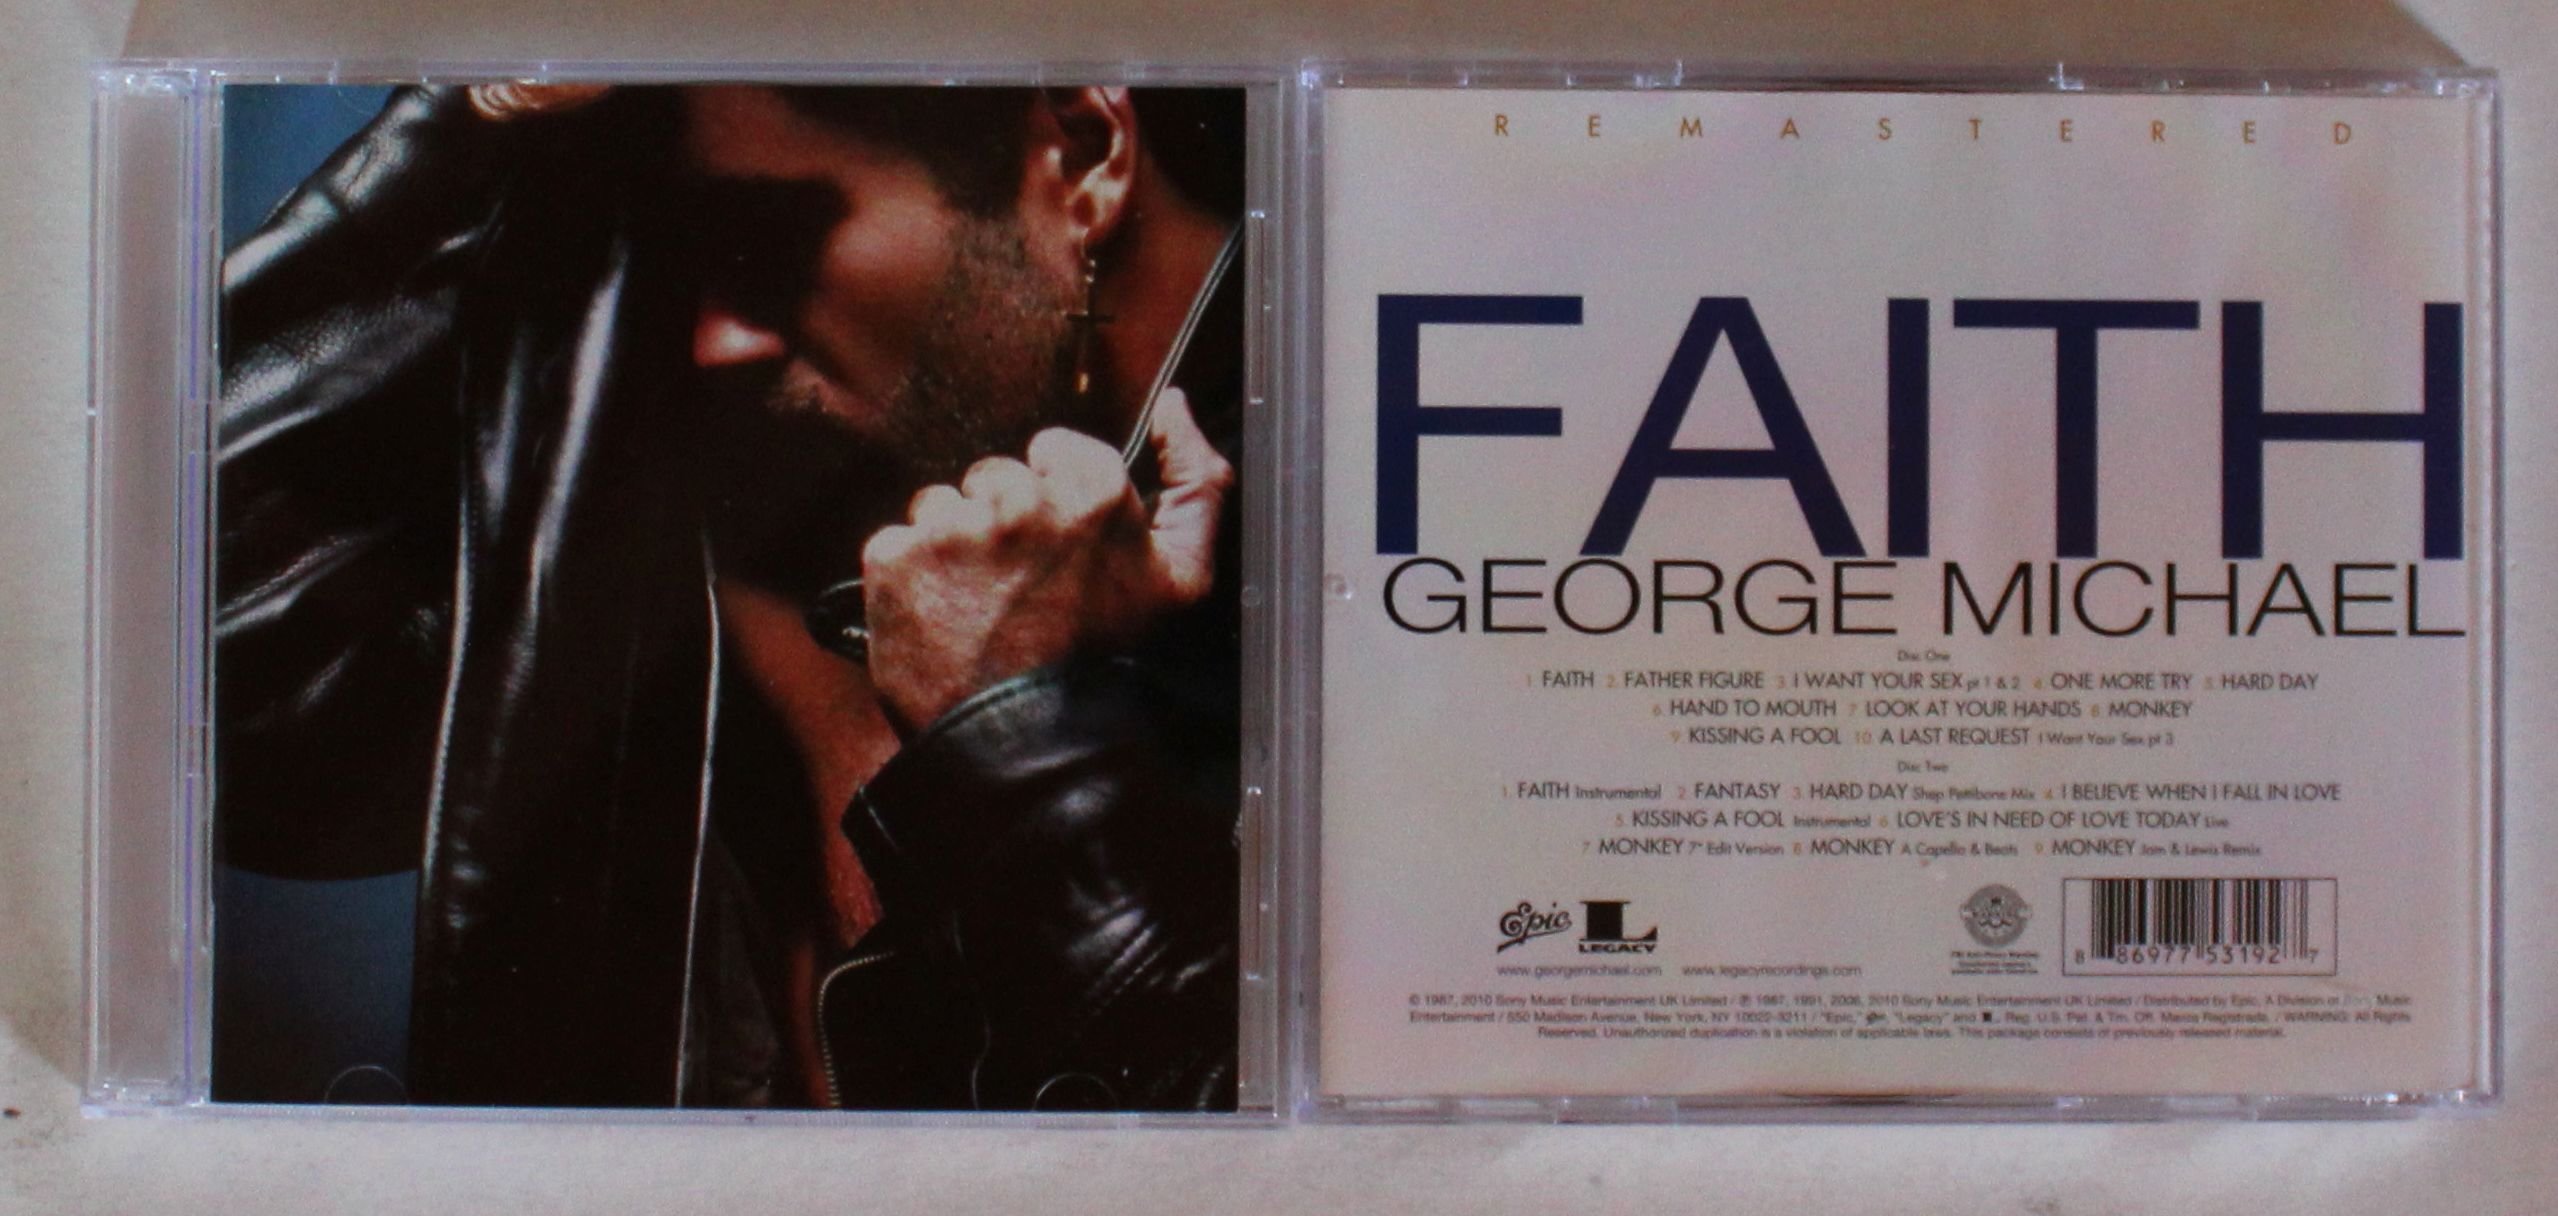 REMASTERED
FAITH
GEORGE MICHAEL
Disc One
1. FAITH 2. FATHER FIGURE 3. I WANT YOUR SEX pt 1 & 2 4. ONE MORE TRY 5. HARD DAY
6. HAND TO MOUTH 7. LOOK AT YOUR HANDS 8. MONKEY
9. KISSING A FOOL 10. A LAST REQUEST I Want Your Sex pt 3
Disc Two
1. FAITH Instrumental 2. FANTASY 3. HARD DAY Shep Pettibone Mix 4. I BELIEVE WHEN I FALL IN LOVE
5. KISSING A FOOL Instrumental 6. LOVE'S IN NEED OF LOVE TODAY Live
7. MONKEY 7" Edit Version 8. MONKEY A Capella & Beats 9. MONKEY Jam & Lewis Remix
Epic L LEGACY
8 86977 53192 7
www.georgemichael.com www.legacyrecordings.com
© 1987, 2010 Sony Music Entertainment UK Limited / ℗ 1987, 1991, 2006, 2010 Sony Music Entertainment UK Limited / Distributed by Epic, A Division of Sony Music
Entertainment / 550 Madison Avenue, New York, NY 10022-3211 / "Epic," Epic, "Legacy" and L Reg. U.S. Pat. & Tm. Off. Marca Registrada. / WARNING: All Rights
Reserved. Unauthorized duplication is a violation of applicable laws. This package consists of previously released material.